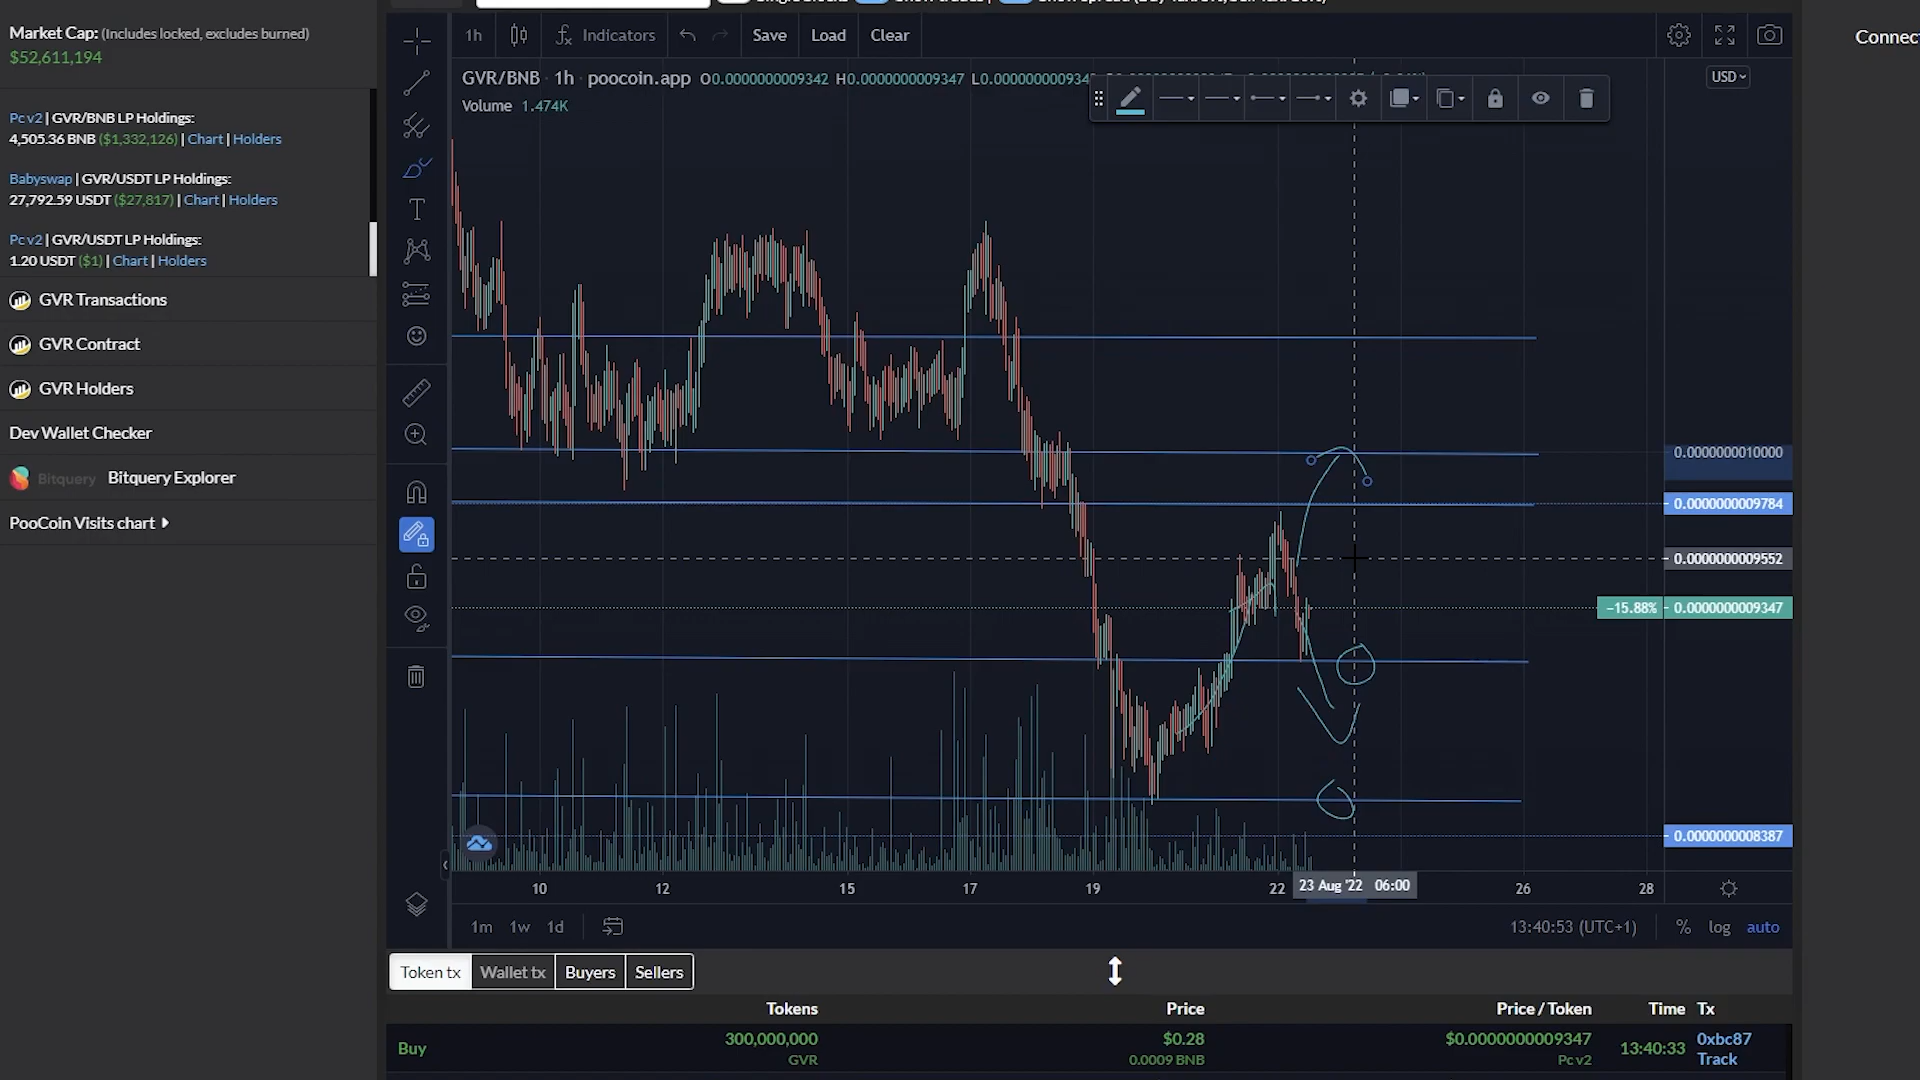 Market Cap: (Includes locked, excludes burned)
$52,611,194
Pc v2 | GVR/BNB LP Holdings:
4,505.36 BNB ($1,332,126) | Chart | Holders
Babyswap | GVR/USDT LP Holdings:
27,792.59 USDT ($27,817) | Chart | Holders
Pc v2 | GVR/USDT LP Holdings:
1.20 USDT ($1) | Chart | Holders
GVR Transactions
GVR Contract
GVR Holders
Dev Wallet Checker
Bitquery Bitquery Explorer
PooCoin Visits chart
Connec
1h Indicators Save Load Clear
GVR/BNB · 1h · poocoin.app O0.0000000009342 H0.0000000009347 L0.000000000934
Volume 1.474K
USD
0.0000000010000
0.0000000009784
0.0000000009552
−15.88% 0.0000000009347
0.0000000008387
10 12 15 17 19 22 23 Aug '22 06:00 26 28
1m 1w 1d 13:40:53 (UTC+1) % log auto
Token tx Wallet tx Buyers Sellers
Tokens Price Price / Token Time Tx
Buy 300,000,000 $0.28 $0.0000000009347 13:40:33 0xbc87
GVR 0.0009 BNB Pc v2 Track